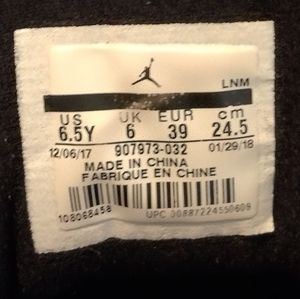 LNM
US UK EUR cm
6.5Y 6 39 24.5
12/06/17 907973-032 01/29/18
MADE IN CHINA
FABRIQUE EN CHINE
108068458
UPC 00887224550609